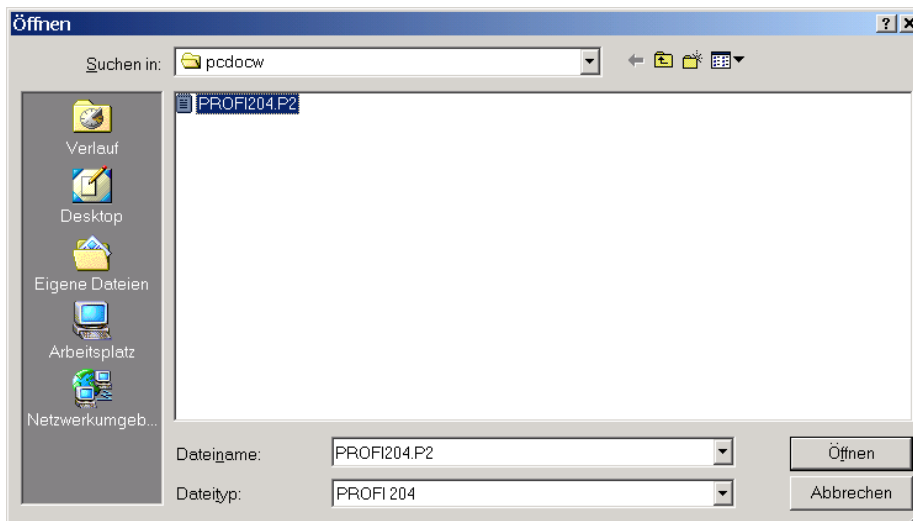 Öffnen
Suchen in: pcdocw
PROFI204.P2
Verlauf
Desktop
Eigene Dateien
Arbeitsplatz
Netzwerkumgeb...
Dateiname: PROFI204.P2 Öffnen
Dateityp: PROFI 204 Abbrechen